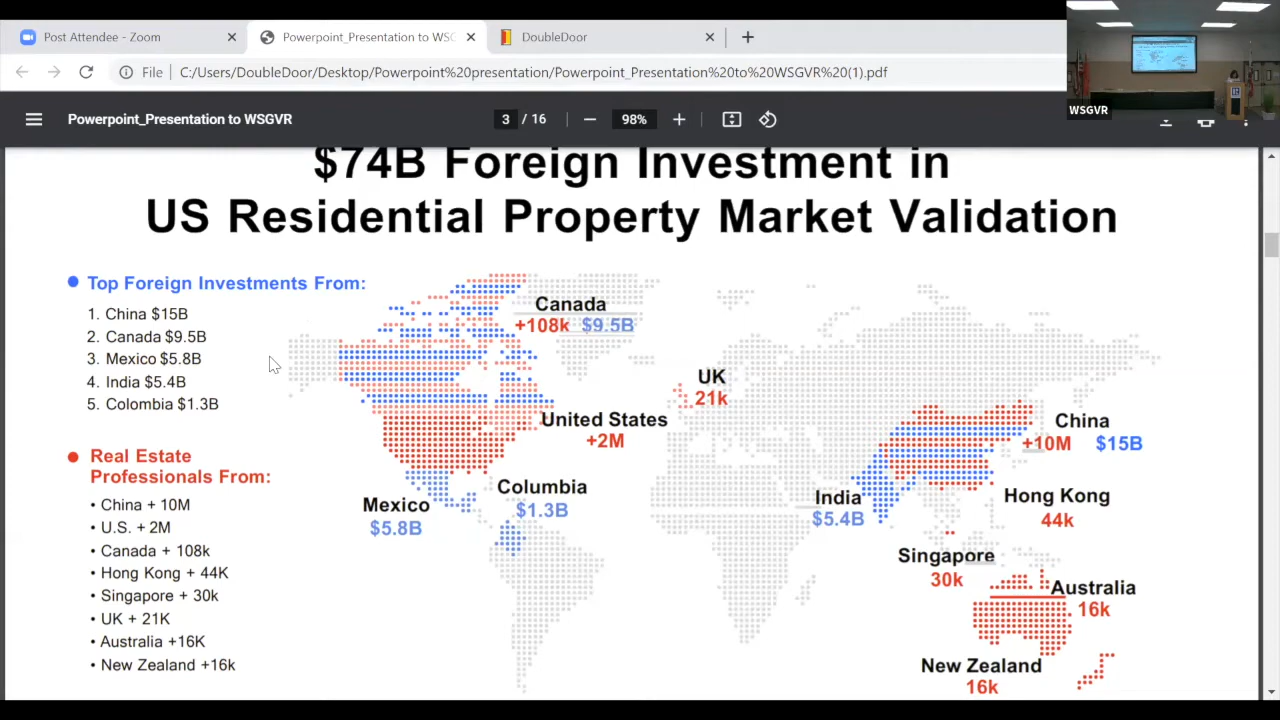 Post Attendee - Zoom
Powerpoint_Presentation to WSG
DoubleDoor
File
C:/Users/DoubleDoor/Desktop/Powerpoint%20presentation/Powerpoint_Presentation%20to%20WSGVR%20(1).pdf
WSGVR
Powerpoint_Presentation to WSGVR
3 / 16
98%
$74B Foreign Investment in
US Residential Property Market Validation
Top Foreign Investments From:
1. China $15B
2. Canada $9.5B
3. Mexico $5.8B
4. India $5.4B
5. Colombia $1.3B
Real Estate
Professionals From:
• China +10M
• U.S. + 2M
• Canada + 108k
• Hong Kong + 44K
• Singapore + 30k
• UK + 21K
• Australia +16K
• New Zealand +16k
Canada
+108k $9.5B
UK
21k
United States
+2M
China
+10M $15B
Columbia
$1.3B
Mexico
$5.8B
India
$5.4B
Hong Kong
44k
Singapore
30k
Australia
16k
New Zealand
16k